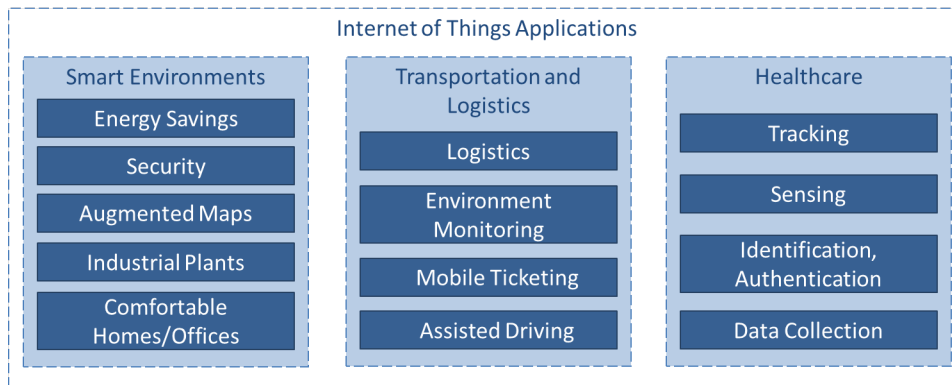 Internet of Things Applications
Smart Environments
Energy Savings
Security
Augmented Maps
Industrial Plants
Comfortable
Homes/Offices
Transportation and
Logistics
Logistics
Environment
Monitoring
Mobile Ticketing
Assisted Driving
Healthcare
Tracking
Sensing
Identification,
Authentication
Data Collection